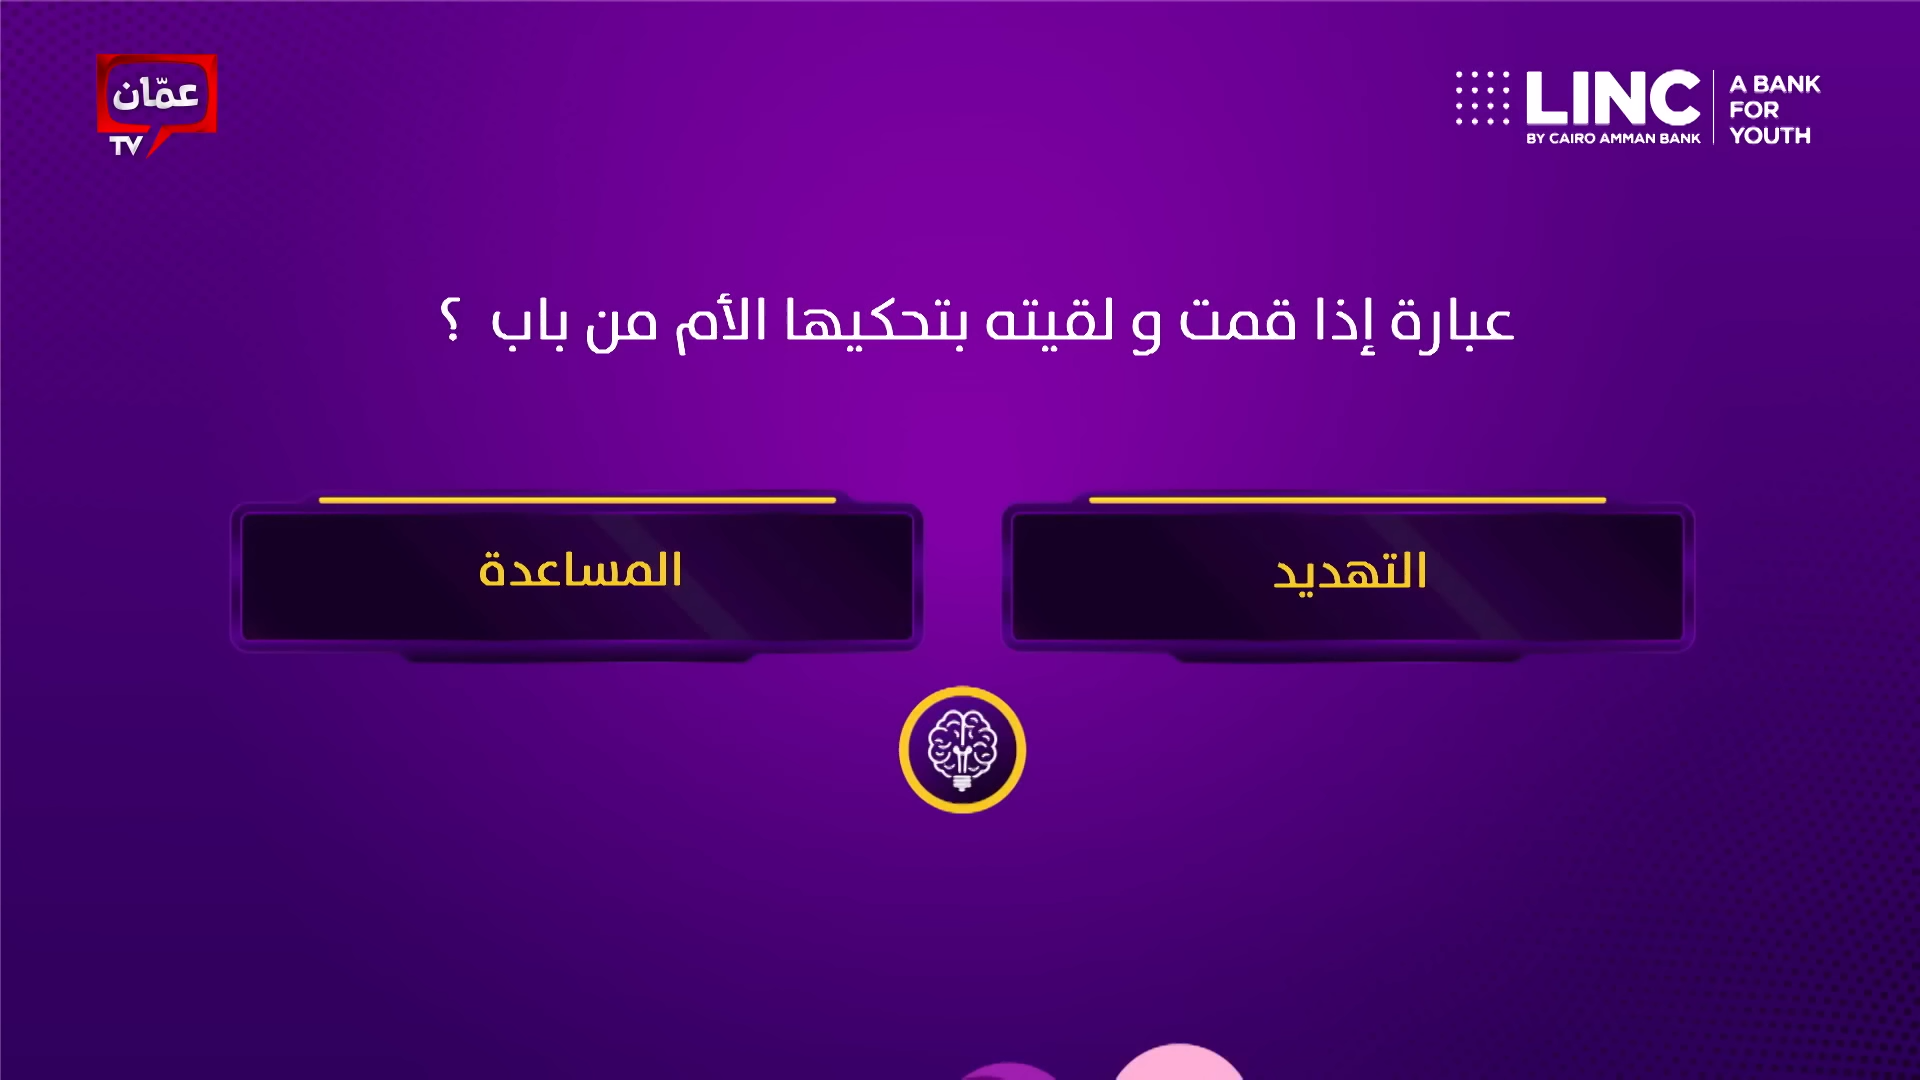 عمّان
TV
LINC
BY CAIRO AMMAN BANK
A BANK
FOR
YOUTH
عبارة إذا قمت و لقيته بتحكيها الأم من باب ؟
التهديد
المساعدة